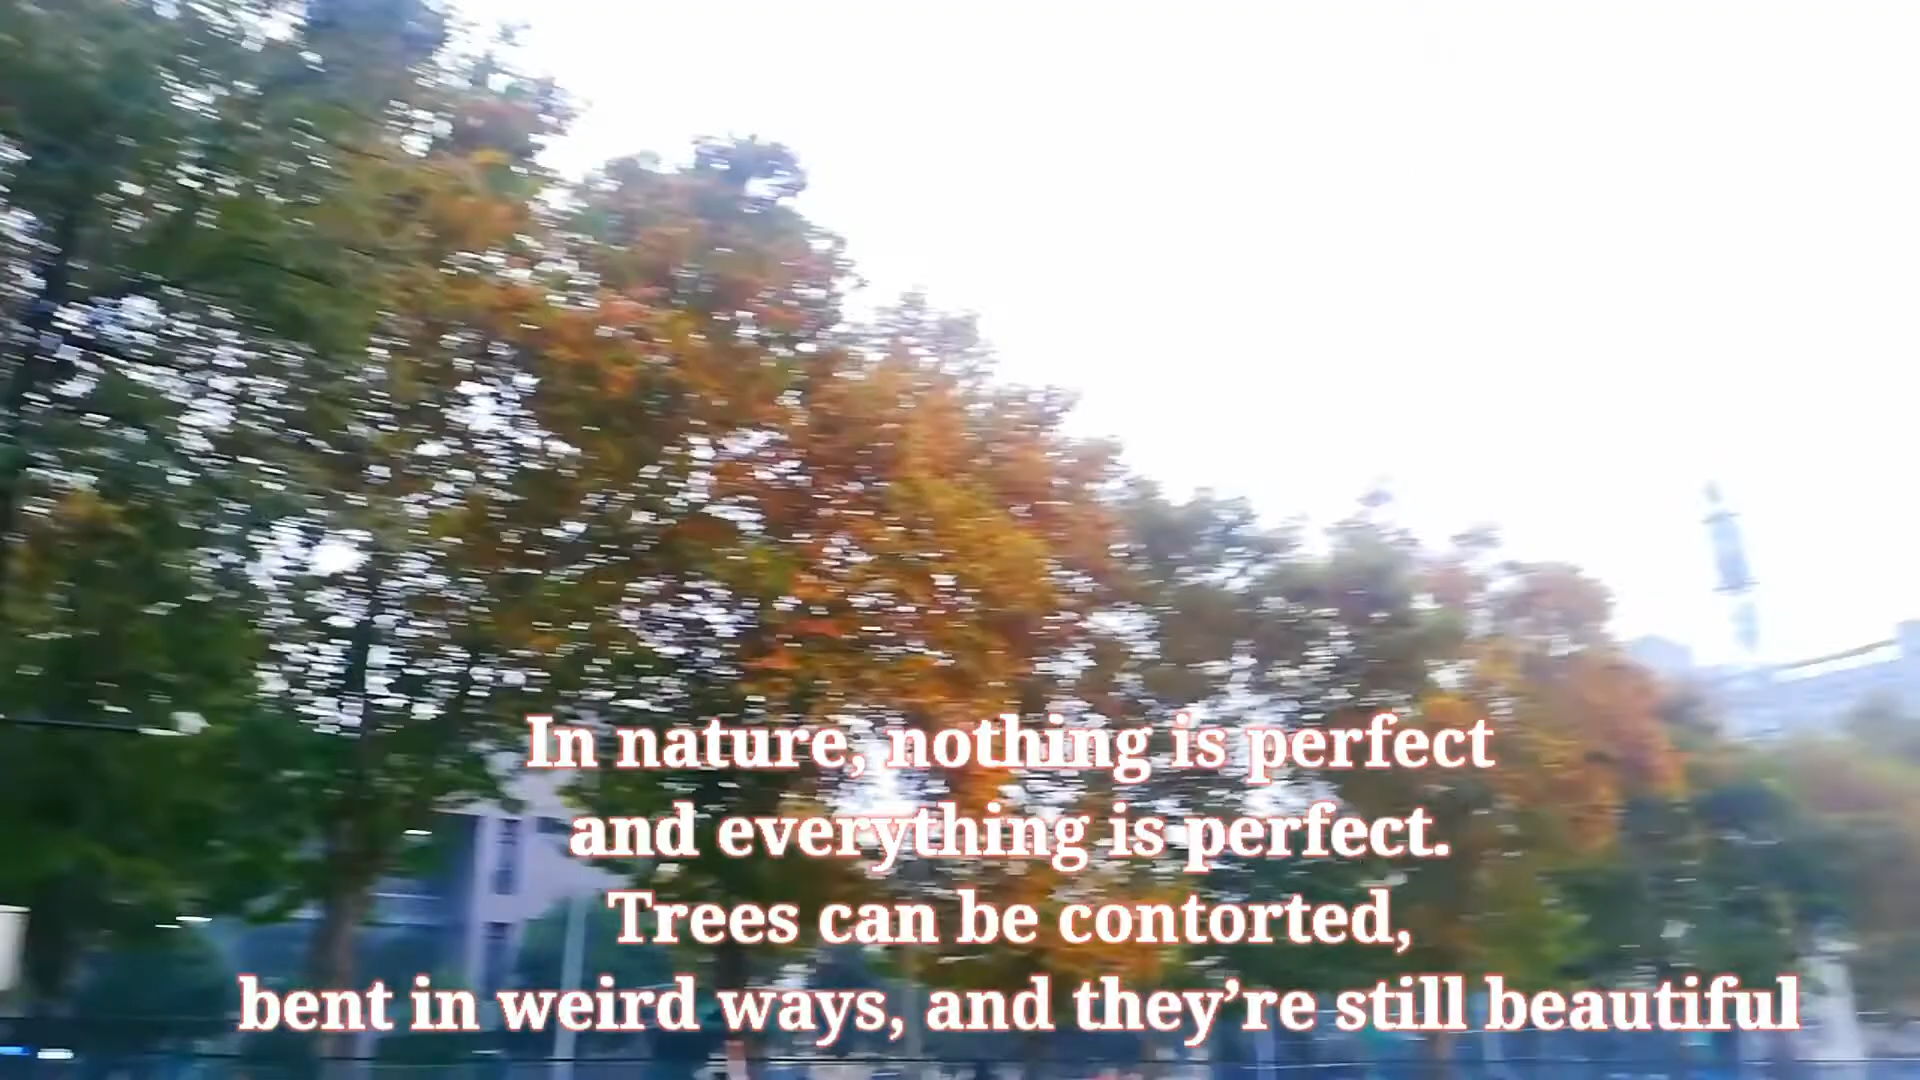 In nature, nothing is perfect
and everything is perfect.
Trees can be contorted,
bent in weird ways, and they’re still beautiful